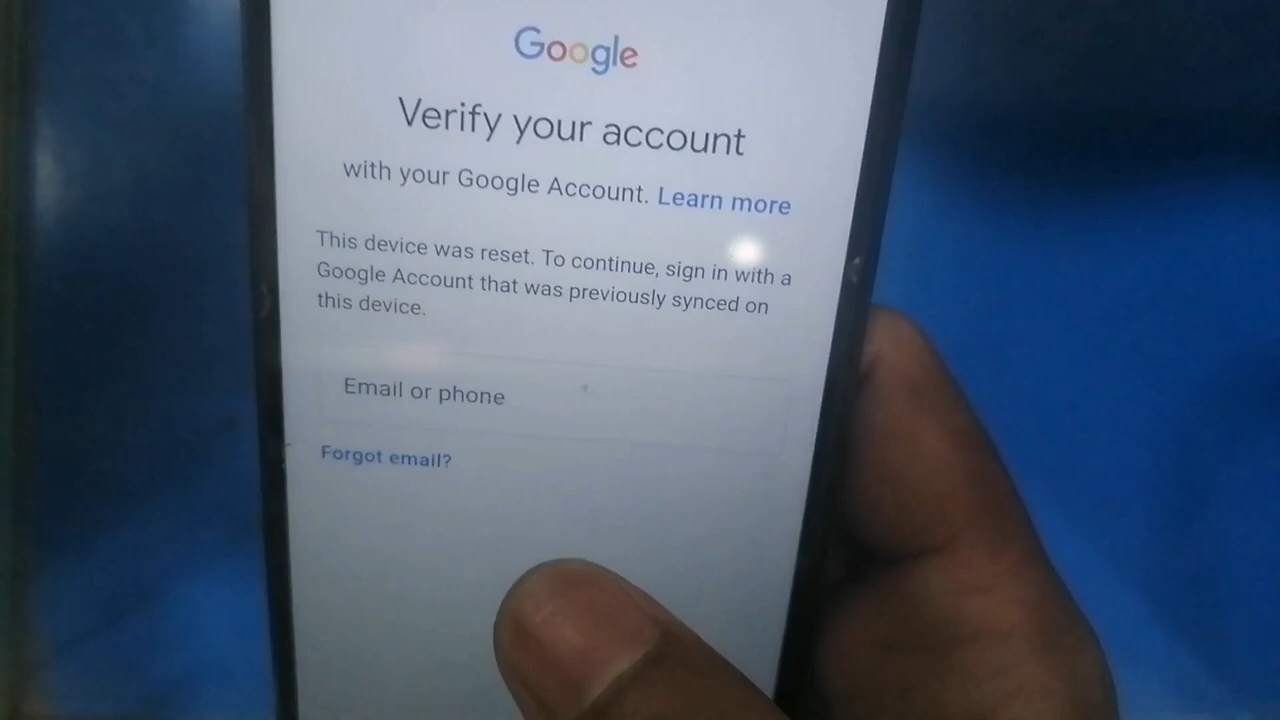 Google
Verify your account
with your Google Account. Learn more
This device was reset. To continue, sign in with a
Google Account that was previously synced on
this device.
Email or phone
Forgot email?